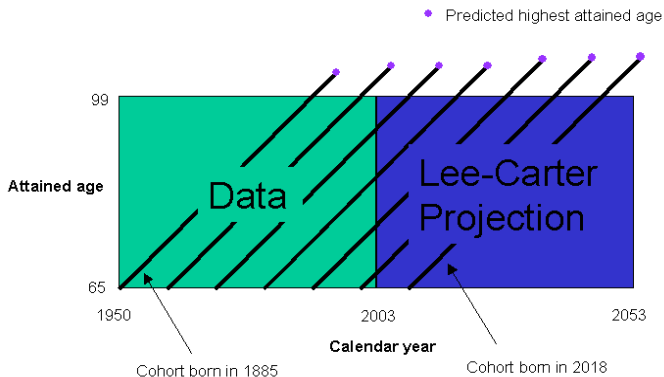 Predicted highest attained age
99
Attained age
Data
Lee-Carter
Projection
65
1950
2003
2053
Calendar year
Cohort born in 1885
Cohort born in 2018